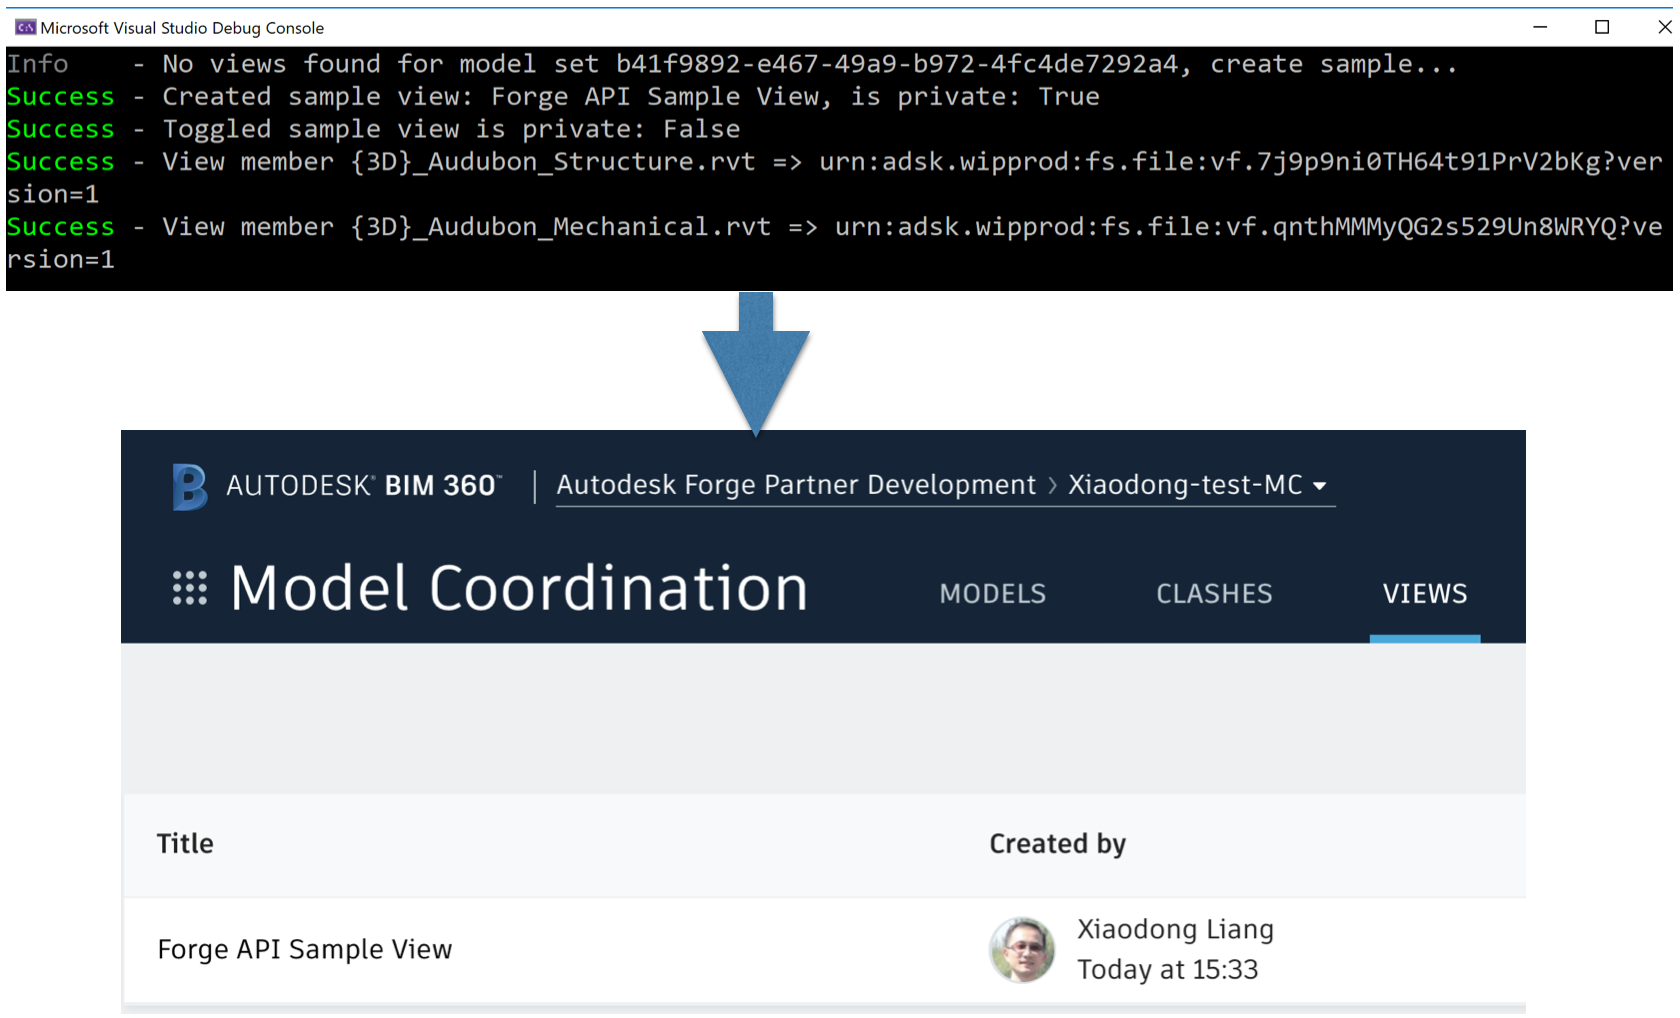 Microsoft Visual Studio Debug Console
Info    - No views found for model set b41f9892-e467-49a9-b972-4fc4de7292a4, create sample...
Success - Created sample view: Forge API Sample View, is private: True
Success - Toggled sample view is private: False
Success - View member {3D}_Audubon_Structure.rvt => urn:adsk.wipprod:fs.file:vf.7j9p9ni0TH64t91PrV2bKg?ver
sion=1
Success - View member {3D}_Audubon_Mechanical.rvt => urn:adsk.wipprod:fs.file:vf.qnthMMMyQG2s529Un8WRYQ?ve
rsion=1
AUTODESK® BIM 360™ | Autodesk Forge Partner Development > Xiaodong-test-MC
Model Coordination MODELS CLASHES VIEWS
Title Created by
Forge API Sample View Xiaodong Liang
Today at 15:33